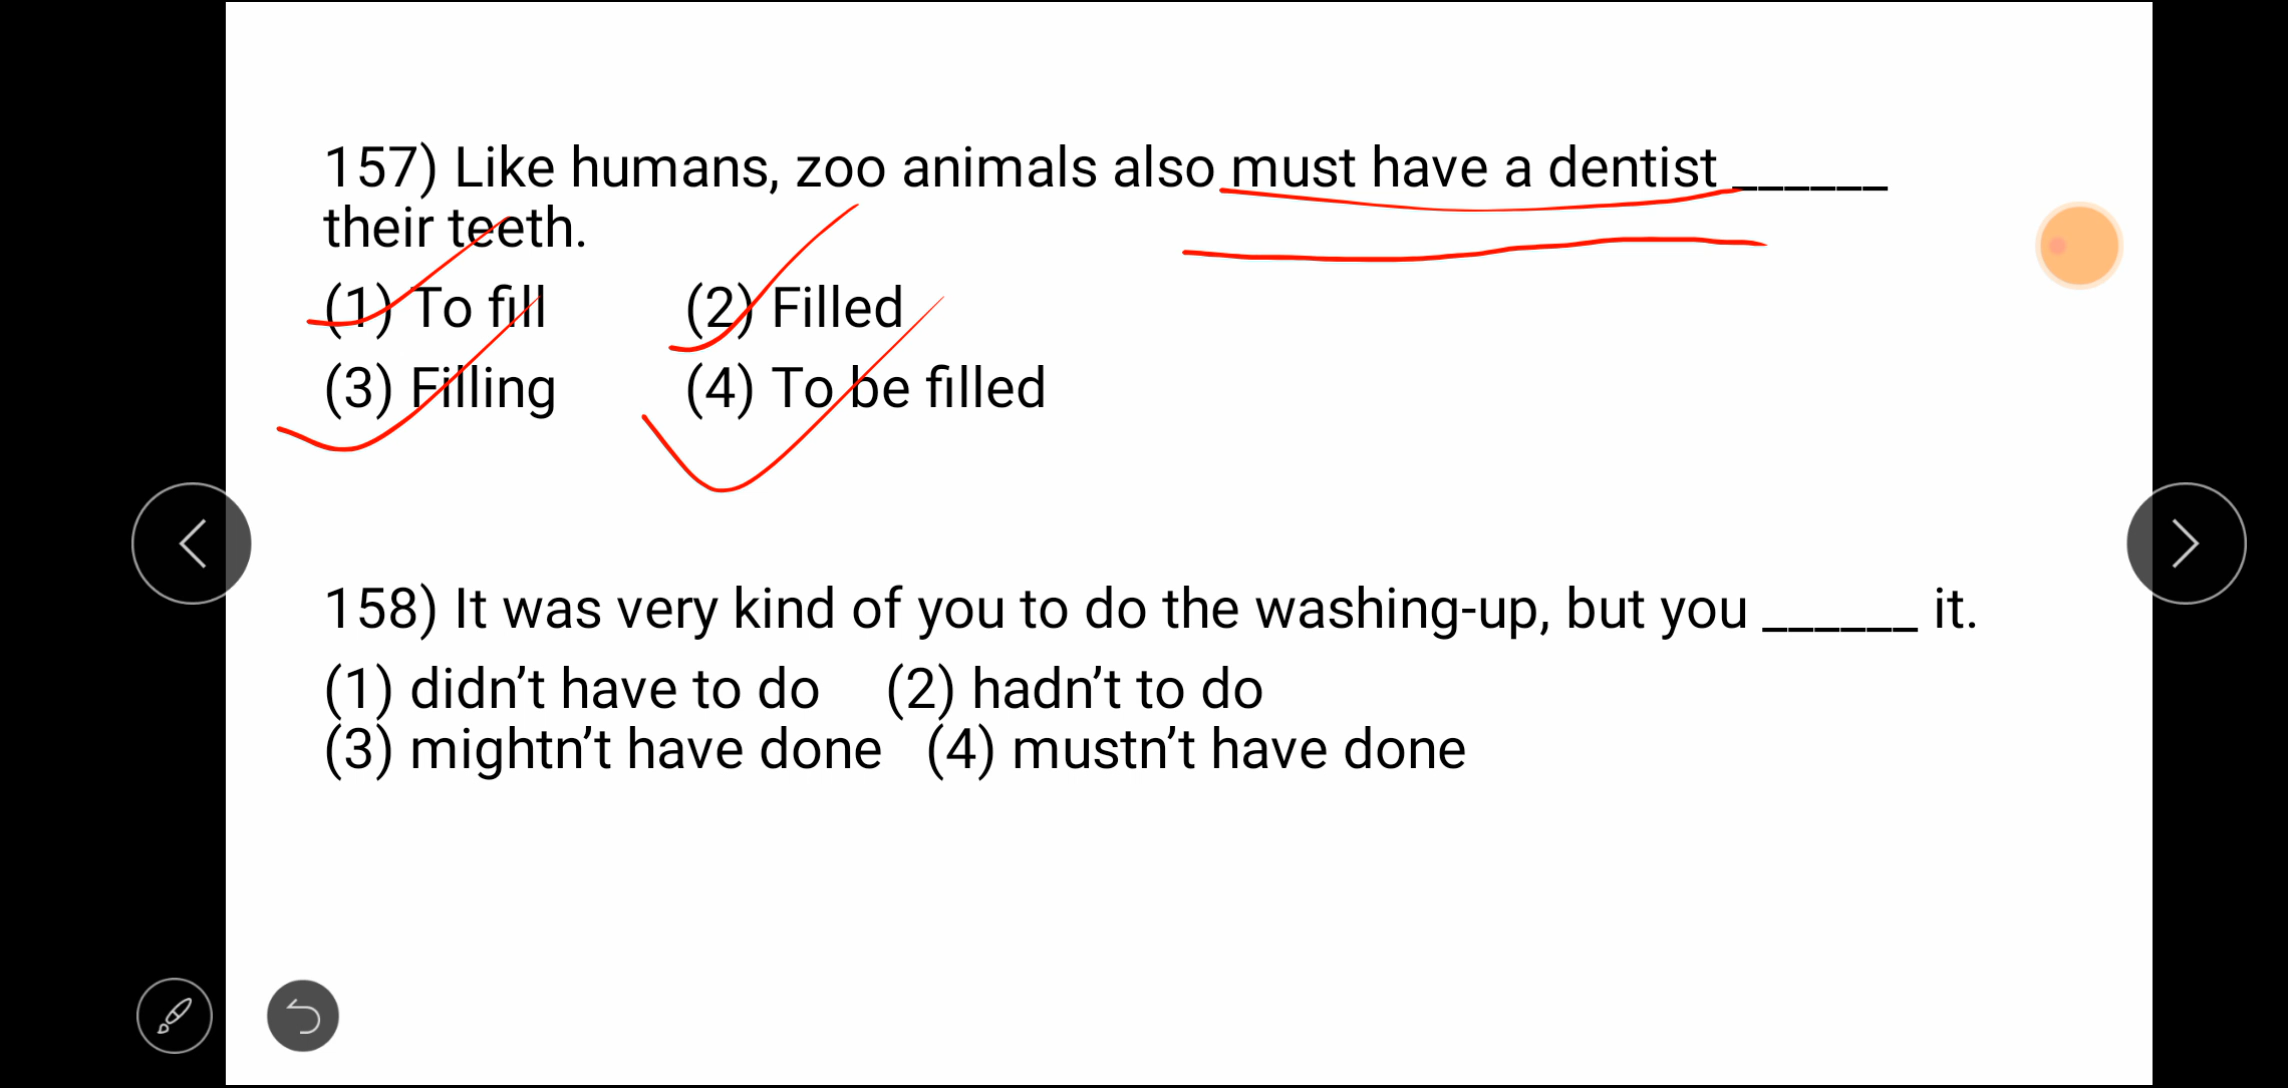 157) Like humans, zoo animals also must have a dentist ______
their teeth.
(1) To fill (2) Filled
(3) Filling (4) To be filled
158) It was very kind of you to do the washing-up, but you ______ it.
(1) didn’t have to do (2) hadn’t to do
(3) mightn’t have done (4) mustn’t have done